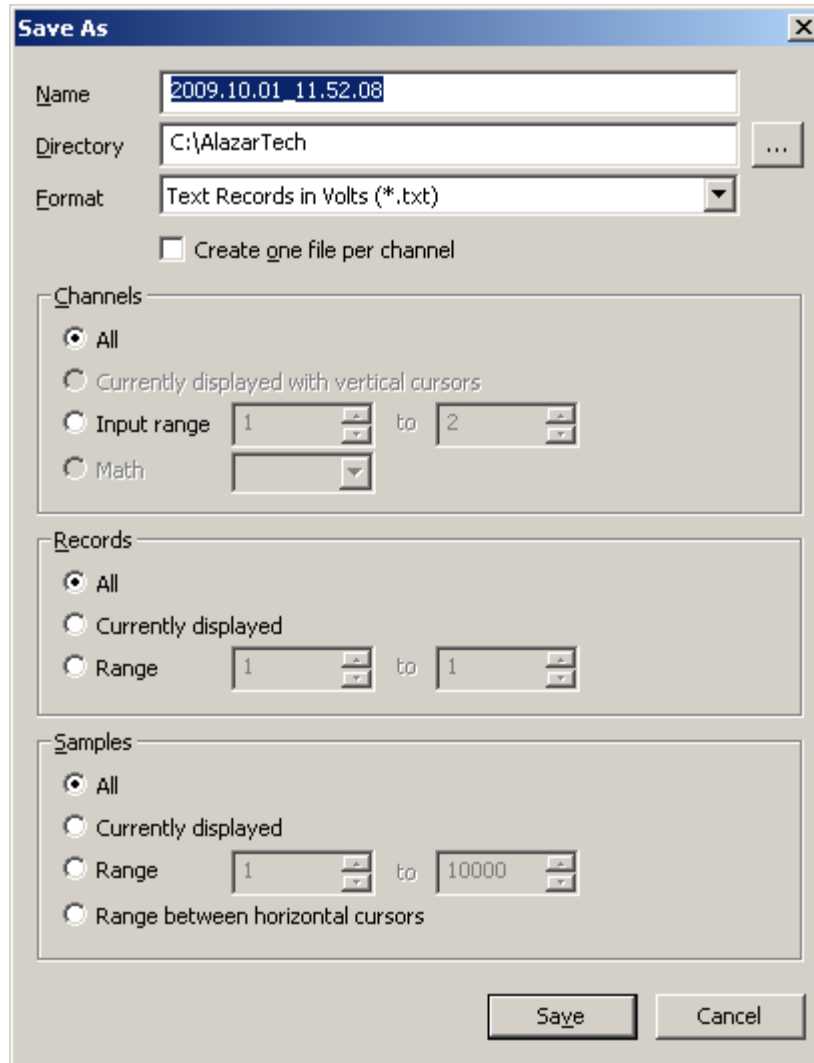 Save As
Name 2009.10.01_11.52.08
Directory C:\AlazarTech ...
Format Text Records in Volts (*.txt)
Create one file per channel
Channels
All
Currently displayed with vertical cursors
Input range 1 to 2
Math
Records
All
Currently displayed
Range 1 to 1
Samples
All
Currently displayed
Range 1 to 10000
Range between horizontal cursors
Save Cancel